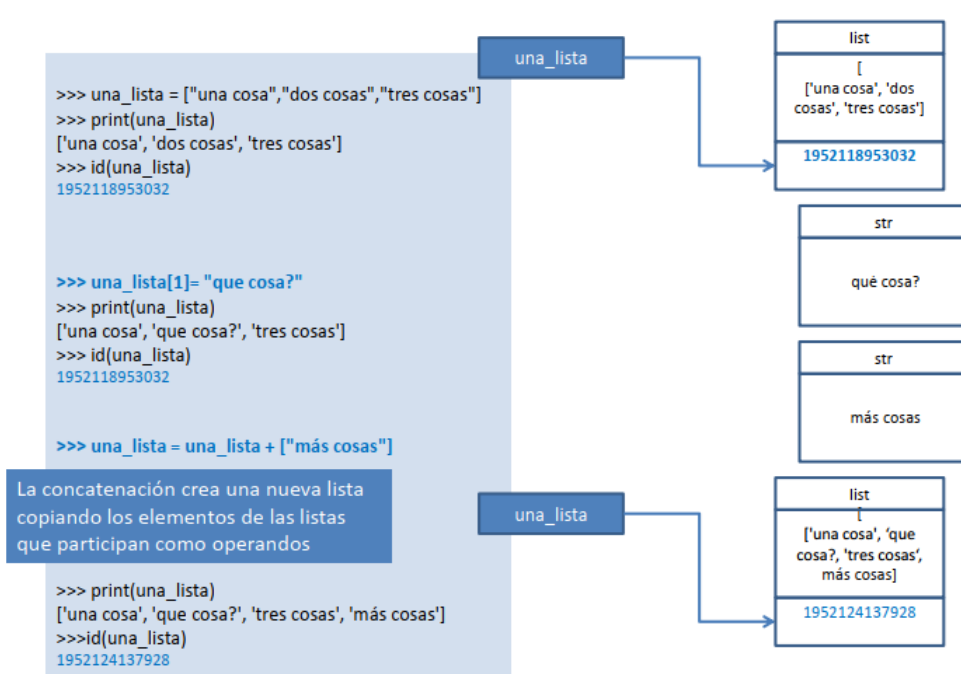 >>> una_lista = ["una cosa","dos cosas","tres cosas"]
>>> print(una_lista)
['una cosa', 'dos cosas', 'tres cosas']
>>> id(una_lista)
1952118953032
>>> una_lista[1]= "que cosa?"
>>> print(una_lista)
['una cosa', 'que cosa?', 'tres cosas']
>>> id(una_lista)
1952118953032
>>> una_lista = una_lista + ["más cosas"]
La concatenación crea una nueva lista
copiando los elementos de las listas
que participan como operandos
>>> print(una_lista)
['una cosa', 'que cosa?', 'tres cosas', 'más cosas']
>>>id(una_lista)
1952124137928
una_lista
list
[
['una cosa', 'dos
cosas', 'tres cosas']
1952118953032
str
qué cosa?
str
más cosas
una_lista
list
[
['una cosa', ‘que
cosa?, 'tres cosas‘,
más cosas]
1952124137928